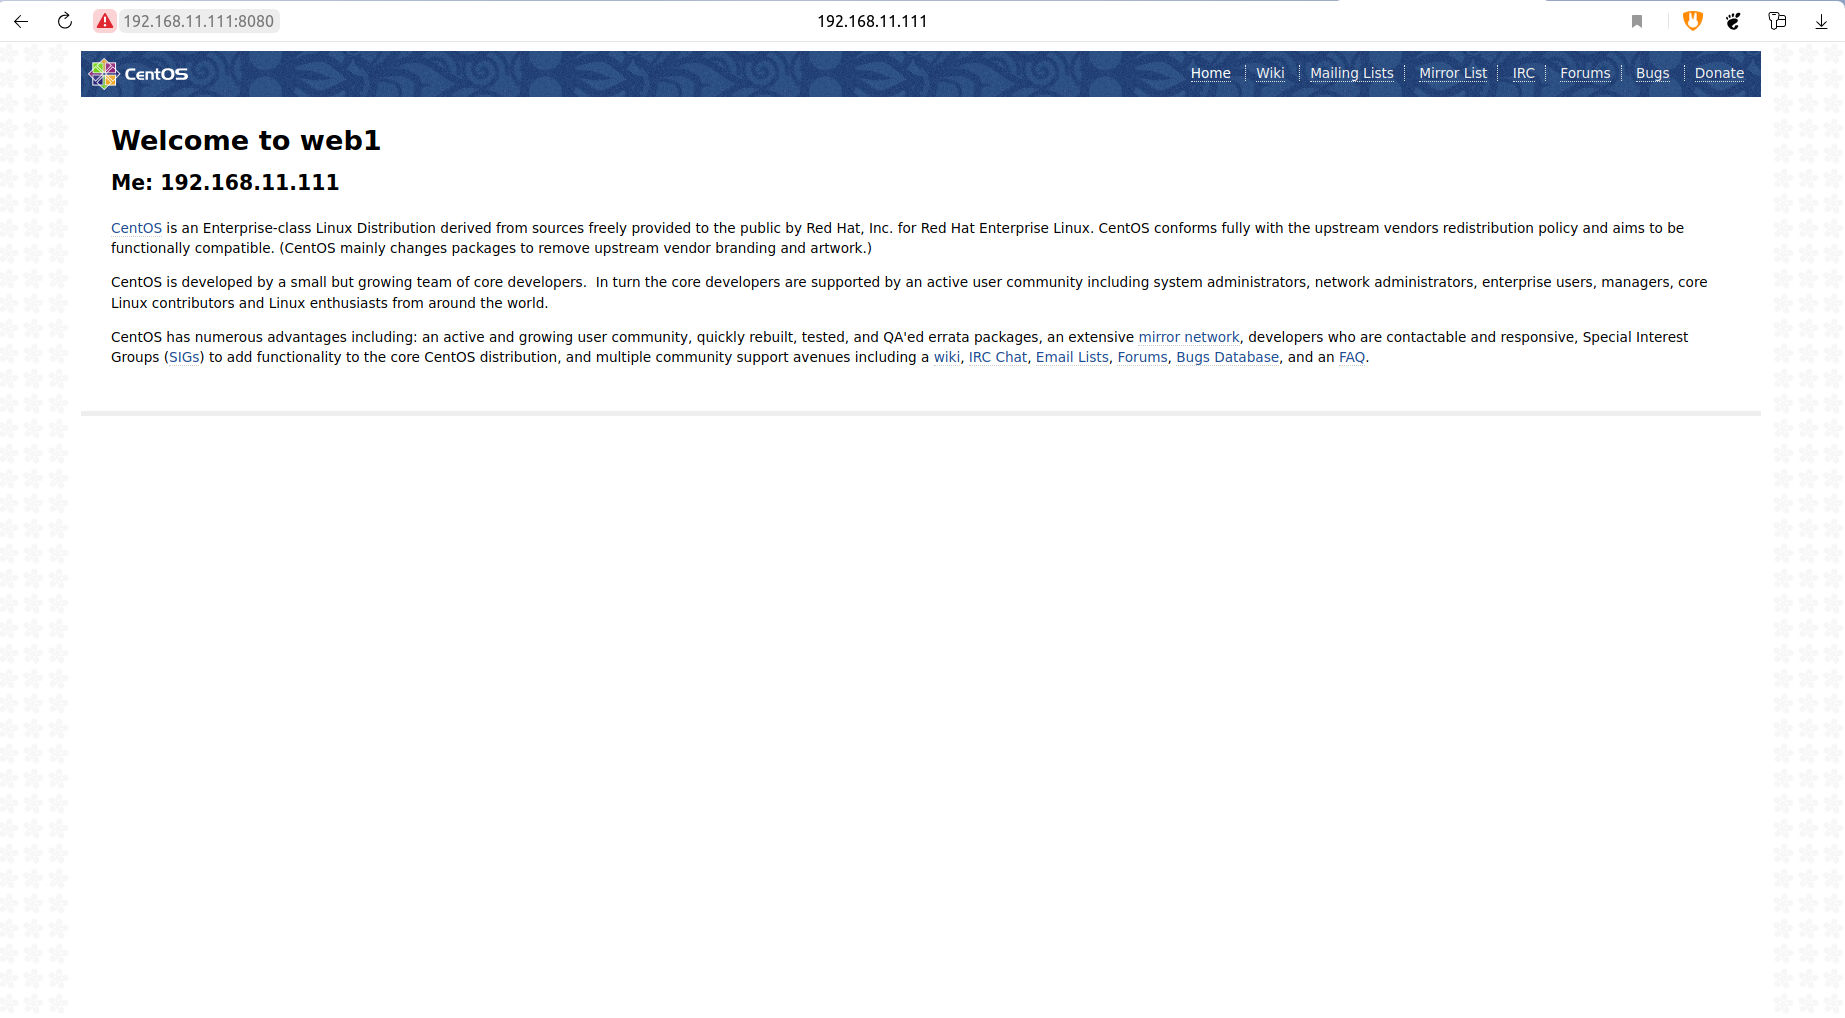 192.168.11.111:8080 192.168.11.111
CentOS Home Wiki Mailing Lists Mirror List IRC Forums Bugs Donate
Welcome to web1
Me: 192.168.11.111
CentOS is an Enterprise-class Linux Distribution derived from sources freely provided to the public by Red Hat, Inc. for Red Hat Enterprise Linux. CentOS conforms fully with the upstream vendors redistribution policy and aims to be
functionally compatible. (CentOS mainly changes packages to remove upstream vendor branding and artwork.)
CentOS is developed by a small but growing team of core developers.  In turn the core developers are supported by an active user community including system administrators, network administrators, enterprise users, managers, core
Linux contributors and Linux enthusiasts from around the world.
CentOS has numerous advantages including: an active and growing user community, quickly rebuilt, tested, and QA'ed errata packages, an extensive mirror network, developers who are contactable and responsive, Special Interest
Groups (SIGs) to add functionality to the core CentOS distribution, and multiple community support avenues including a wiki, IRC Chat, Email Lists, Forums, Bugs Database, and an FAQ.